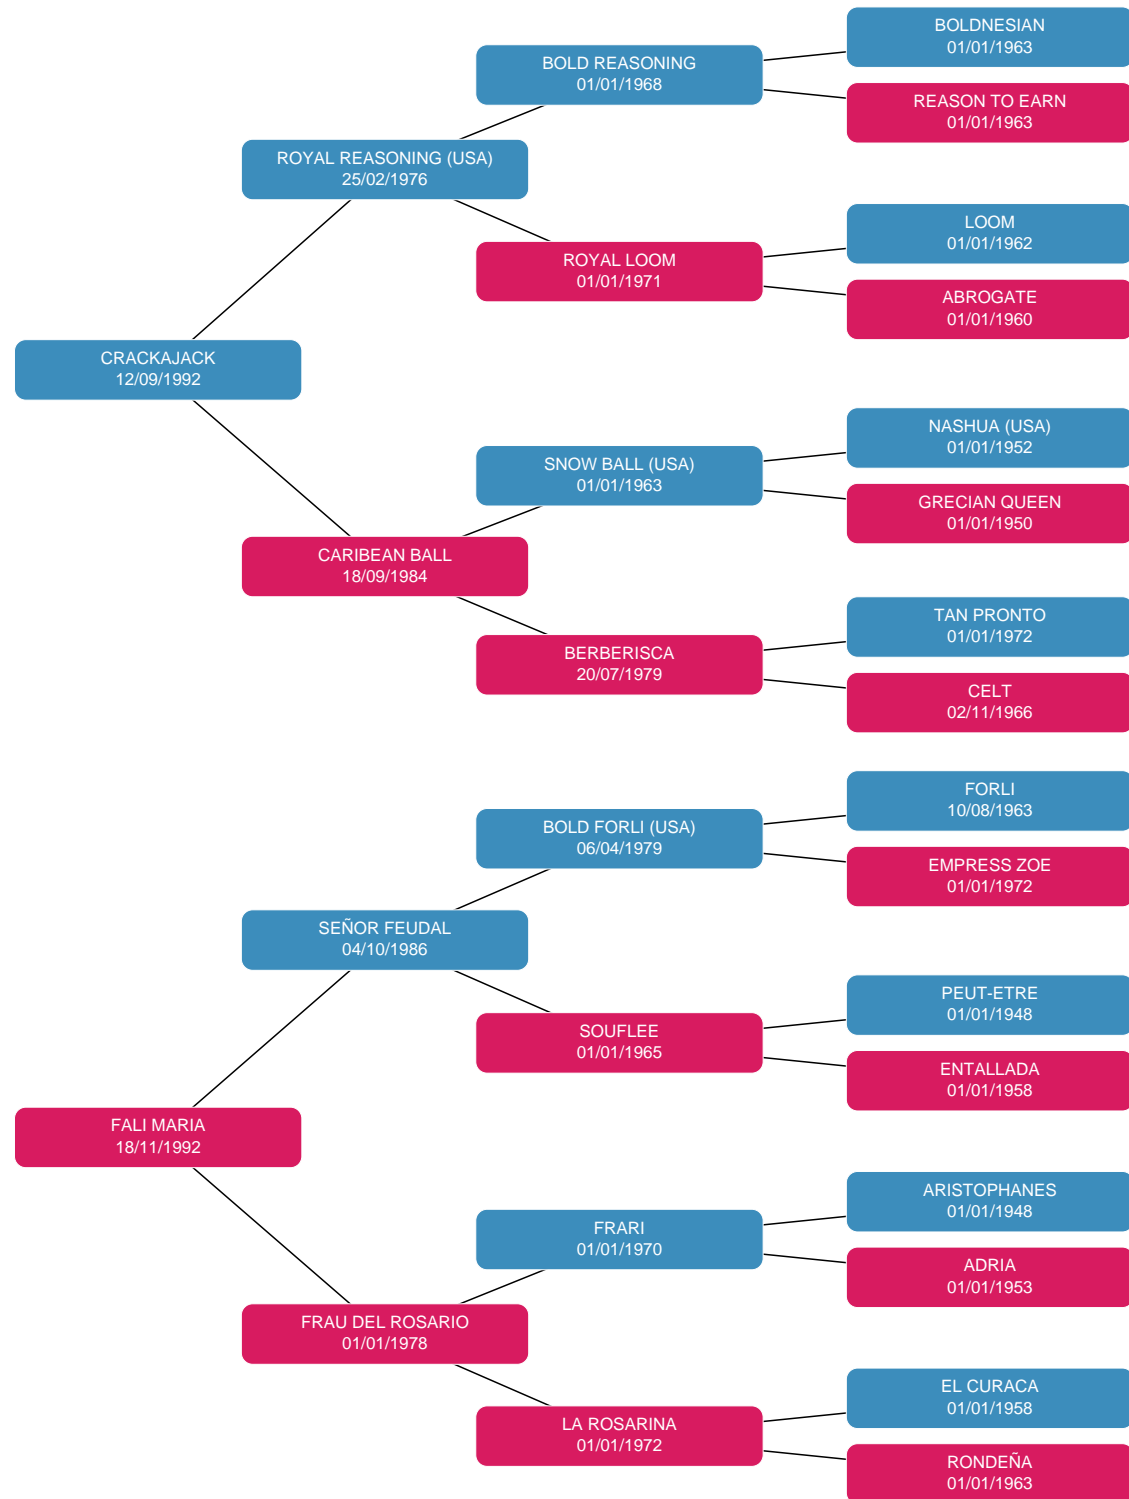 BOLDNESIAN
01/01/1963
BOLD REASONING
01/01/1968
REASON TO EARN
01/01/1963
ROYAL REASONING (USA)
25/02/1976
LOOM
01/01/1962
ROYAL LOOM
01/01/1971
ABROGATE
01/01/1960
CRACKAJACK
12/09/1992
NASHUA (USA)
01/01/1952
SNOW BALL (USA)
01/01/1963
GRECIAN QUEEN
01/01/1950
CARIBEAN BALL
18/09/1984
TAN PRONTO
01/01/1972
BERBERISCA
20/07/1979
CELT
02/11/1966
FORLI
10/08/1963
BOLD FORLI (USA)
06/04/1979
EMPRESS ZOE
01/01/1972
SEÑOR FEUDAL
04/10/1986
PEUT-ETRE
01/01/1948
SOUFLEE
01/01/1965
ENTALLADA
01/01/1958
FALI MARIA
18/11/1992
ARISTOPHANES
01/01/1948
FRARI
01/01/1970
ADRIA
01/01/1953
FRAU DEL ROSARIO
01/01/1978
EL CURACA
01/01/1958
LA ROSARINA
01/01/1972
RONDEÑA
01/01/1963